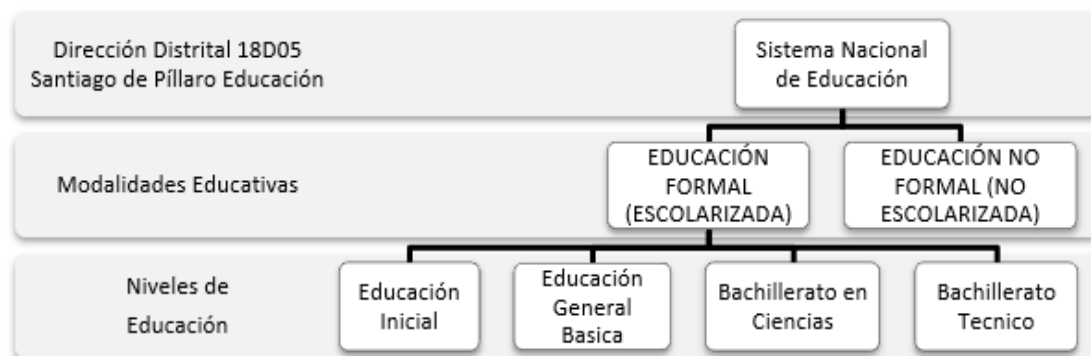 Dirección Distrital 18D05
Santiago de Píllaro Educación
Sistema Nacional
de Educación
Modalidades Educativas
EDUCACIÓN
FORMAL
(ESCOLARIZADA)
EDUCACIÓN NO
FORMAL (NO
ESCOLARIZADA)
Niveles de
Educación
Educación
Inicial
Educación
General
Basica
Bachillerato en
Ciencias
Bachillerato
Tecnico